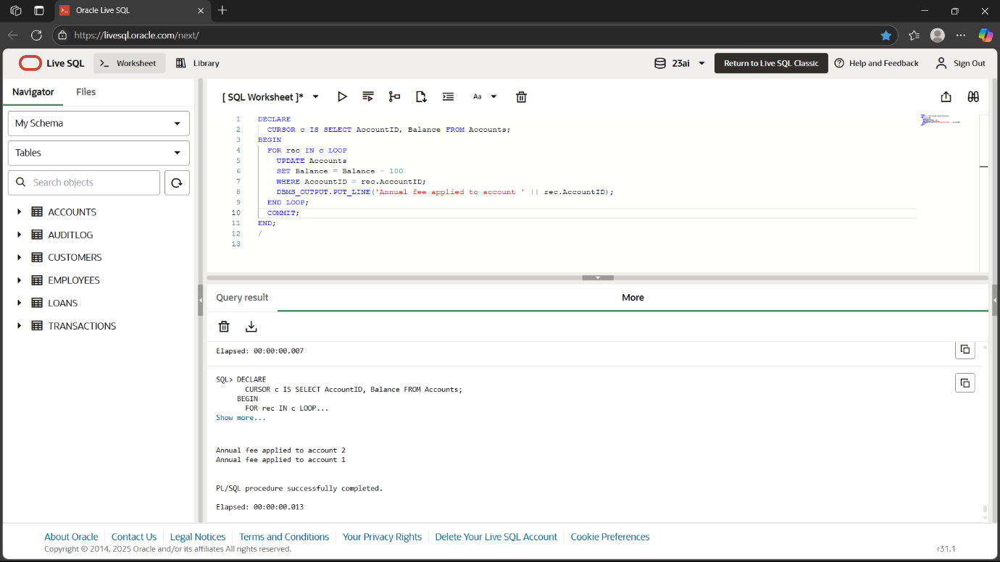 Oracle Live SQL
https://livesql.oracle.com/next/
Live SQL
Worksheet
Library
23ai
Return to Live SQL Classic
Help and Feedback
Sign Out
Navigator
Files
My Schema
Tables
Search objects
ACCOUNTS
AUDITLOG
CUSTOMERS
EMPLOYEES
LOANS
TRANSACTIONS
[ SQL Worksheet ]*
Aa
1 DECLARE
2 CURSOR c IS SELECT AccountID, Balance FROM Accounts;
3 BEGIN
4 FOR rec IN c LOOP
5 UPDATE Accounts
6 SET Balance = Balance - 100
7 WHERE AccountID = rec.AccountID;
8 DBMS_OUTPUT.PUT_LINE('Annual fee applied to account ' || rec.AccountID);
9 END LOOP;
10 COMMIT;
11 END;
12 /
13
Query result
More
Elapsed: 00:00:00.007
SQL> DECLARE
CURSOR c IS SELECT AccountID, Balance FROM Accounts;
BEGIN
FOR rec IN c LOOP...
Show more...
Annual fee applied to account 2
Annual fee applied to account 1
PL/SQL procedure successfully completed.
Elapsed: 00:00:00.013
About Oracle
Contact Us
Legal Notices
Terms and Conditions
Your Privacy Rights
Delete Your Live SQL Account
Cookie Preferences
Copyright © 2014, 2025 Oracle and/or its affiliates All rights reserved.
r31.1